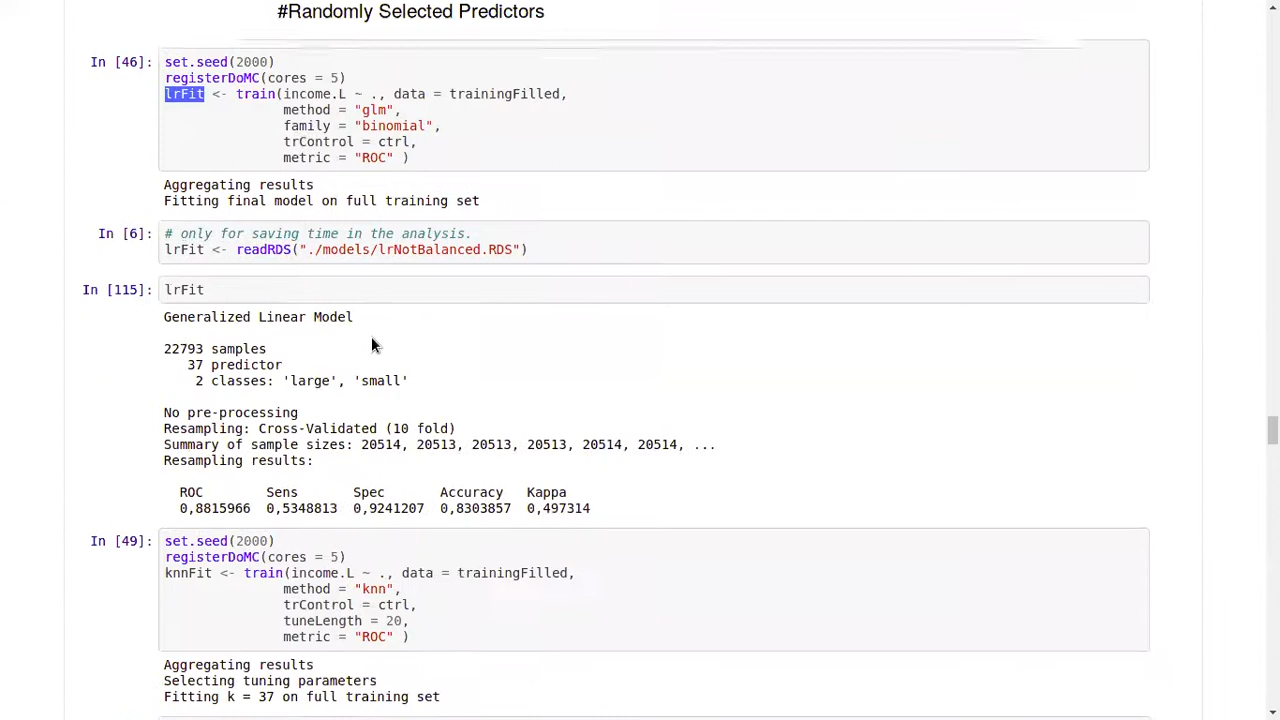 #Randomly Selected Predictors
In [46]: set.seed(2000)
registerDoMC(cores = 5)
lrFit <- train(income.L ~ ., data = trainingFilled,
method = "glm",
family = "binomial",
trControl = ctrl,
metric = "ROC" )
Aggregating results
Fitting final model on full training set
In [6]: # only for saving time in the analysis.
lrFit <- readRDS("./models/lrNotBalanced.RDS")
In [115]: lrFit
Generalized Linear Model
22793 samples
37 predictor
2 classes: 'large', 'small'
No pre-processing
Resampling: Cross-Validated (10 fold)
Summary of sample sizes: 20514, 20513, 20513, 20513, 20514, 20514, ...
Resampling results:
ROC Sens Spec Accuracy Kappa
0,8815966 0,5348813 0,9241207 0,8303857 0,497314
In [49]: set.seed(2000)
registerDoMC(cores = 5)
knnFit <- train(income.L ~ ., data = trainingFilled,
method = "knn",
trControl = ctrl,
tuneLength = 20,
metric = "ROC" )
Aggregating results
Selecting tuning parameters
Fitting k = 37 on full training set